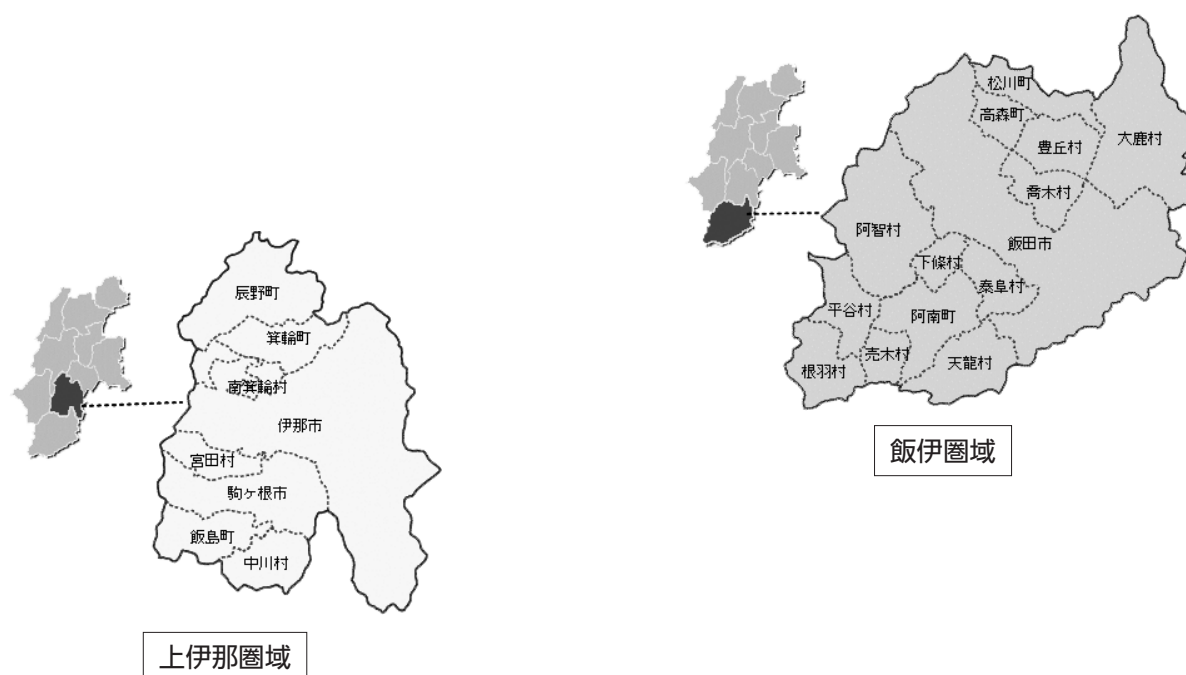 辰野町
箕輪町
南箕輪村
伊那市
宮田村
駒ヶ根市
飯島町
中川村
上伊那圏域
松川町
高森町
豊丘村
大鹿村
喬木村
阿智村
飯田市
下條村
泰阜村
平谷村
阿南町
売木村
天龍村
根羽村
飯伊圏域